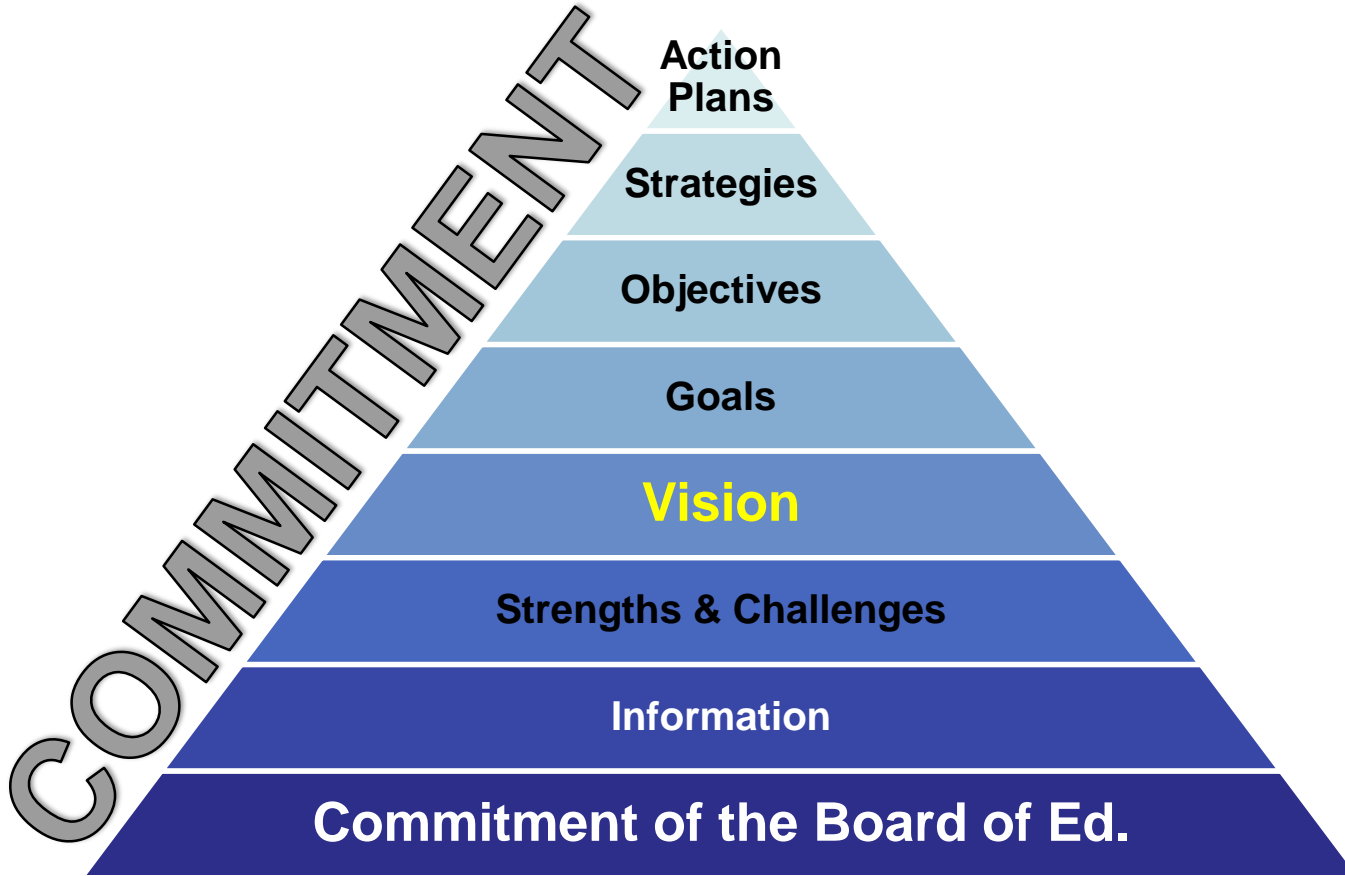 COMMITMENT
Action
Plans
Strategies
Objectives
Goals
Vision
Strengths & Challenges
Information
Commitment of the Board of Ed.